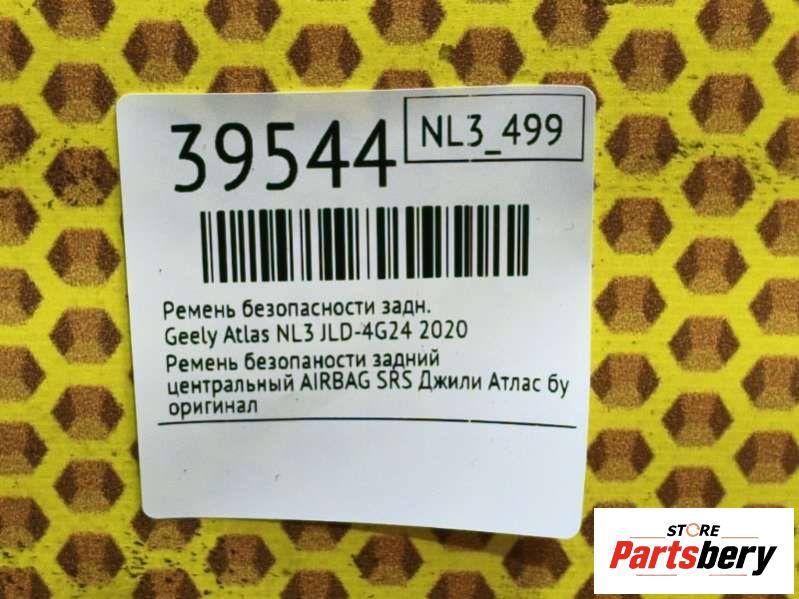 39544
NL3_499
Ремень безопасности задн.
Geely Atlas NL3 JLD-4G24 2020
Ремень безопаности задний
центральный AIRBAG SRS Джили Атлас бу
оригинал
STORE
Partsbery